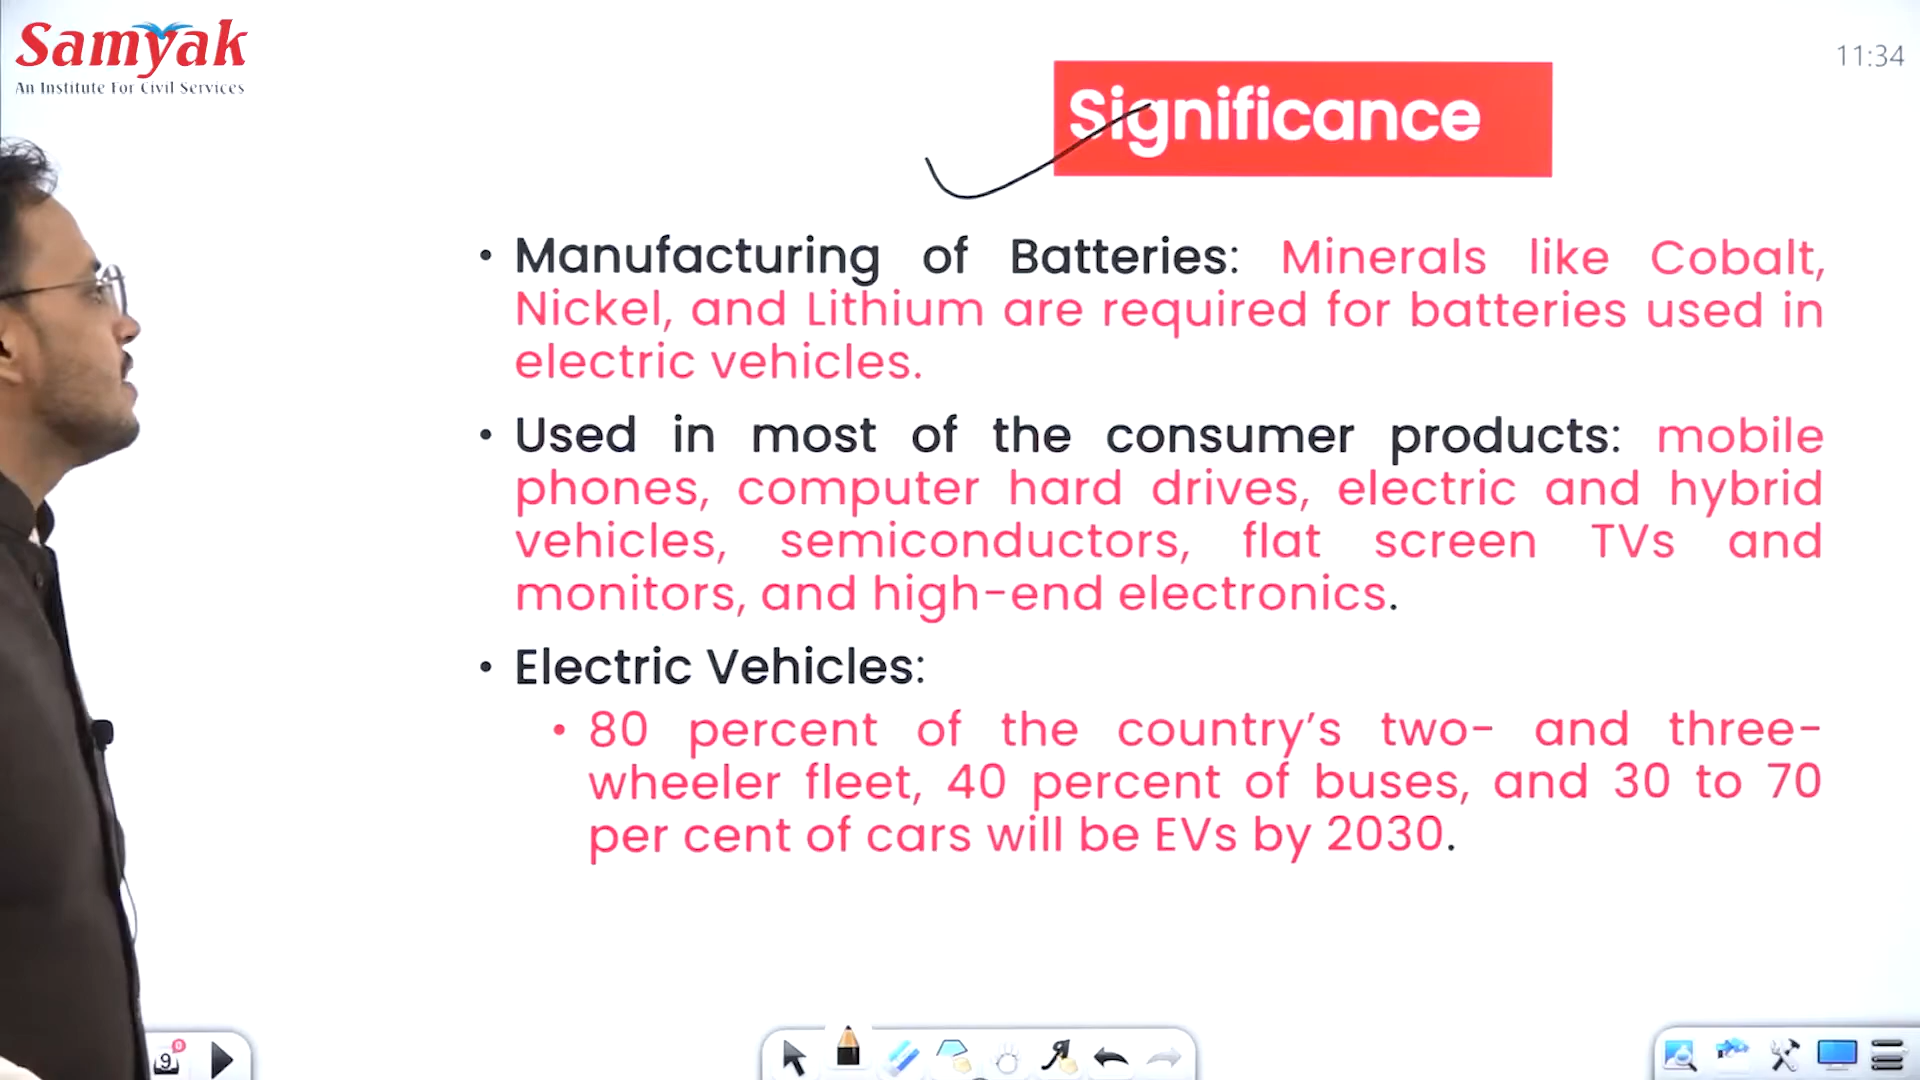 Samyak
An Institute For Civil Services
11:34
Significance
• Manufacturing of Batteries: Minerals like Cobalt,
Nickel, and Lithium are required for batteries used in
electric vehicles.
• Used in most of the consumer products: mobile
phones, computer hard drives, electric and hybrid
vehicles, semiconductors, flat screen TVs and
monitors, and high-end electronics.
• Electric Vehicles:
• 80 percent of the country's two- and three-
wheeler fleet, 40 percent of buses, and 30 to 70
per cent of cars will be EVs by 2030.
9
0